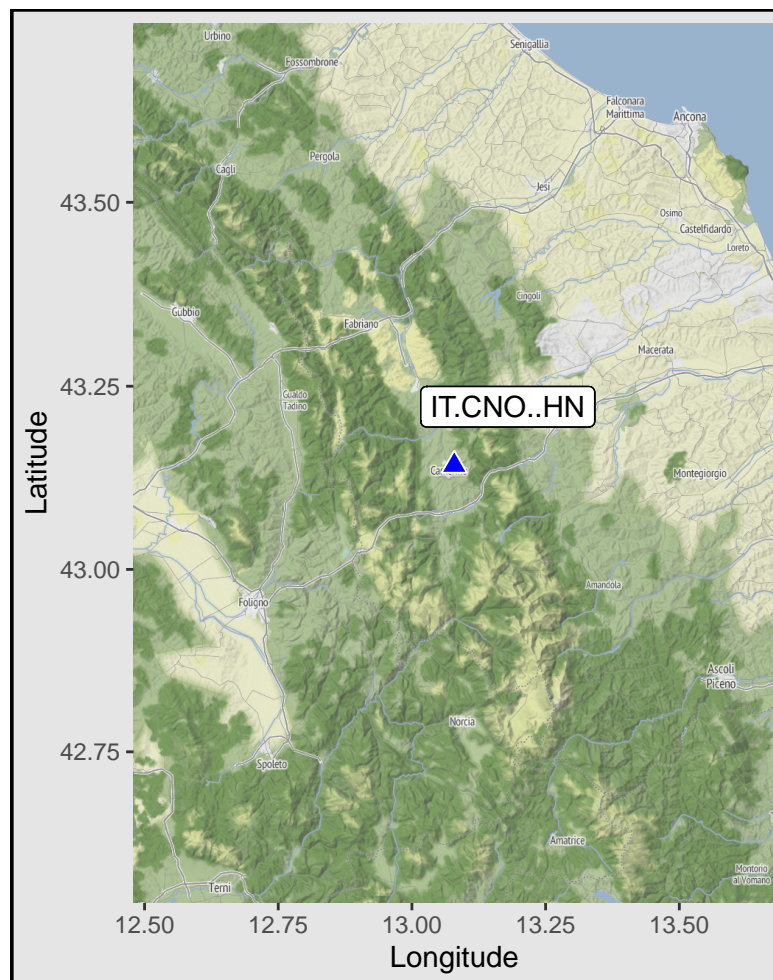 Urbino
Fossombrone
Senigallia
Falconara
Marittima
Ancona
Pergola
Cagli
Jesi
Osimo
Castelfidardo
Loreto
Cingoli
Gubbio
Fabriano
Macerata
Gualdo
Tadino
IT.CNO..HN
Montegiorgio
Amandola
Foligno
Ascoli
Piceno
Norcia
Spoleto
Amatrice
Montorio
al Vomano
Terni
43.50
43.25
43.00
42.75
Latitude
12.50 12.75 13.00 13.25 13.50
Longitude